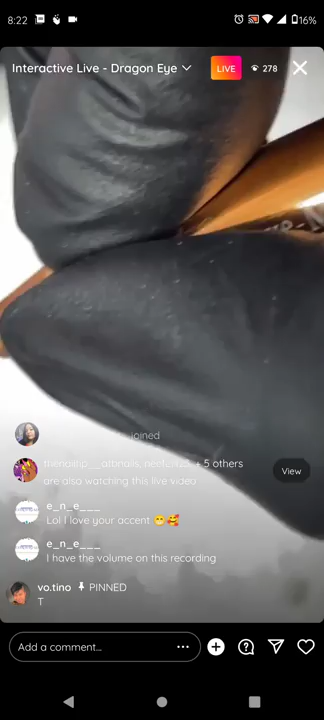 8:22
16%
Interactive Live - Dragon Eye
LIVE
278
joined
+ 5 others
are also watching this live video
View
e_n_e___
Lol I love your accent 😁🥰
e_n_e___
I have the volume on this recording
vo.tino PINNED
T
Add a comment...